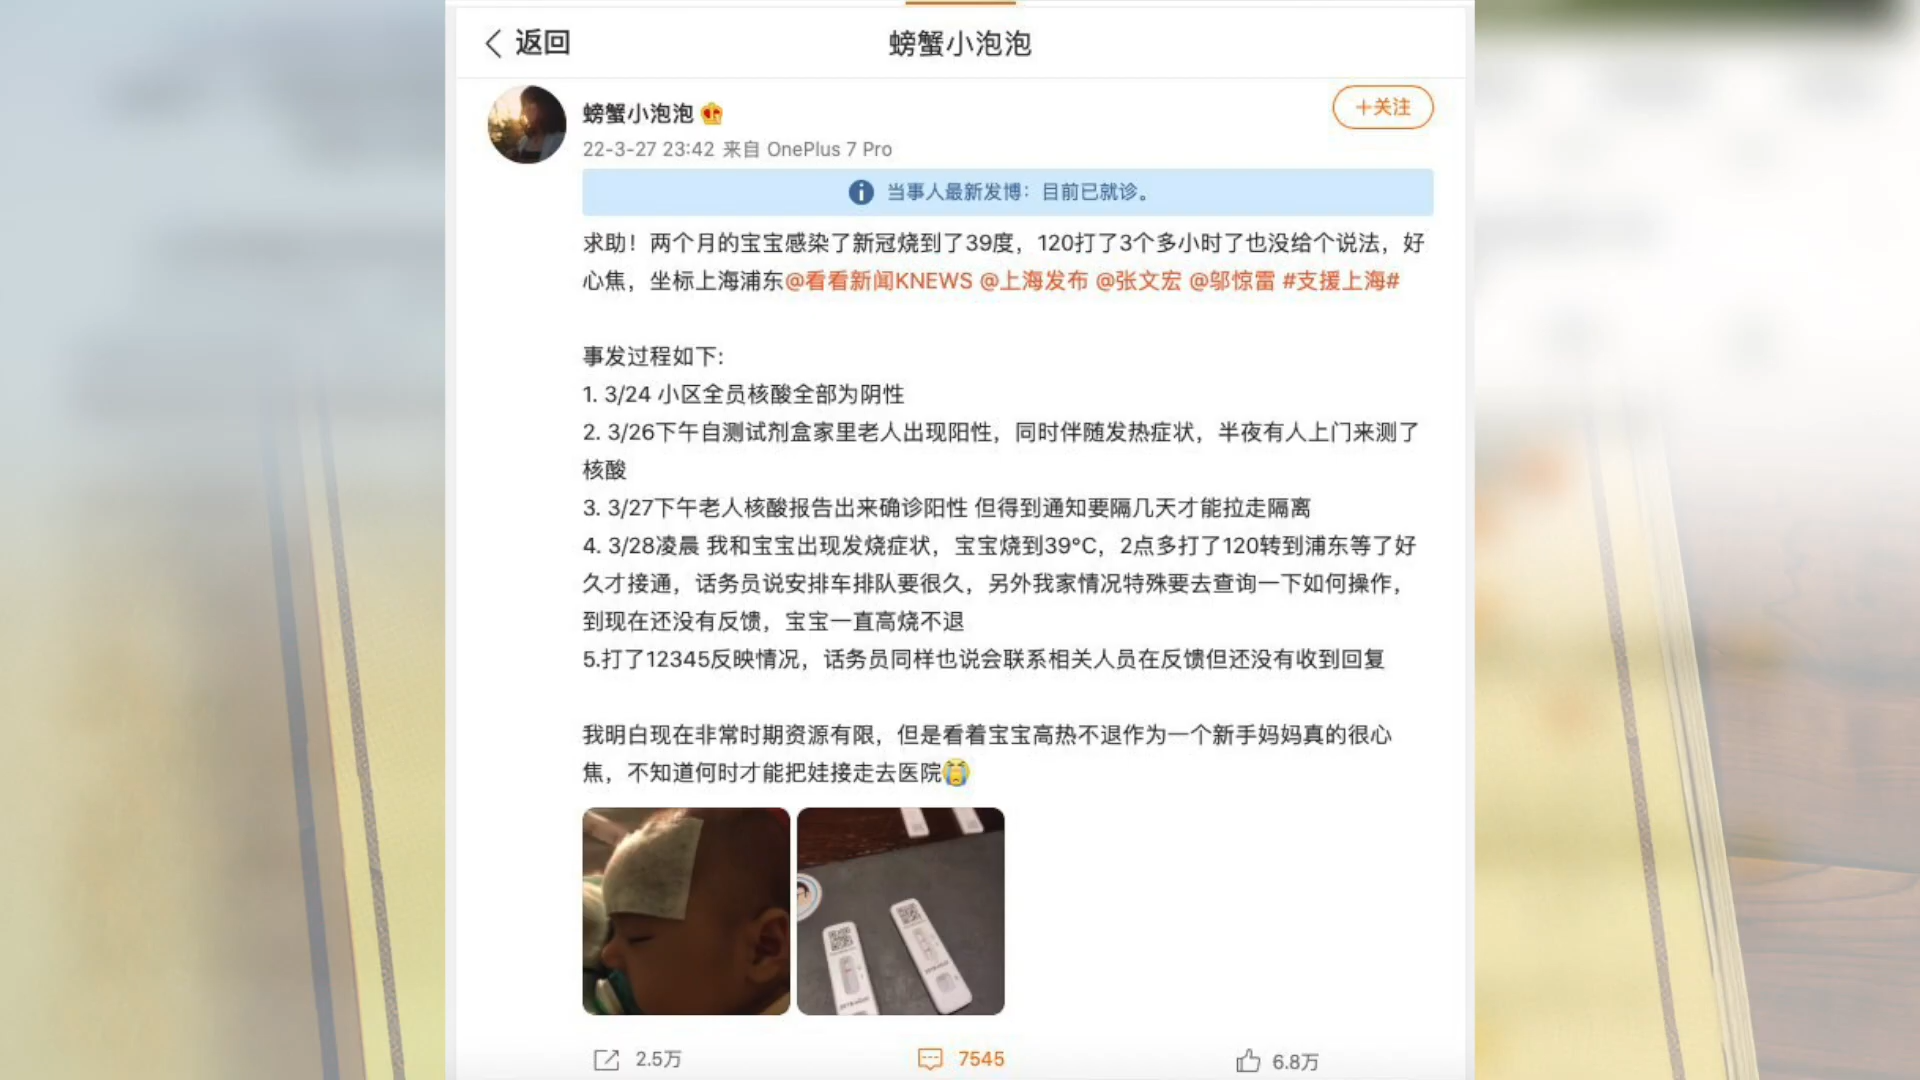 返回
螃蟹小泡泡
螃蟹小泡泡
+关注
22-3-27 23:42 来自 OnePlus 7 Pro
当事人最新发博：目前已就诊。
求助！两个月的宝宝感染了新冠烧到了39度，120打了3个多小时了也没给个说法，好
心焦，坐标上海浦东@看看新闻KNEWS @上海发布 @张文宏 @邬惊雷 #支援上海#
事发过程如下:
1. 3/24 小区全员核酸全部为阴性
2. 3/26下午自测试剂盒家里老人出现阳性，同时伴随发热症状，半夜有人上门来测了
核酸
3. 3/27下午老人核酸报告出来确诊阳性 但得到通知要隔几天才能拉走隔离
4. 3/28凌晨 我和宝宝出现发烧症状，宝宝烧到39°C，2点多打了120转到浦东等了好
久才接通，话务员说安排车排队要很久，另外我家情况特殊要去查询一下如何操作，
到现在还没有反馈，宝宝一直高烧不退
5.打了12345反映情况，话务员同样也说会联系相关人员在反馈但还没有收到回复
我明白现在非常时期资源有限，但是看着宝宝高热不退作为一个新手妈妈真的很心
焦，不知道何时才能把娃接走去医院😭
2.5万
7545
6.8万